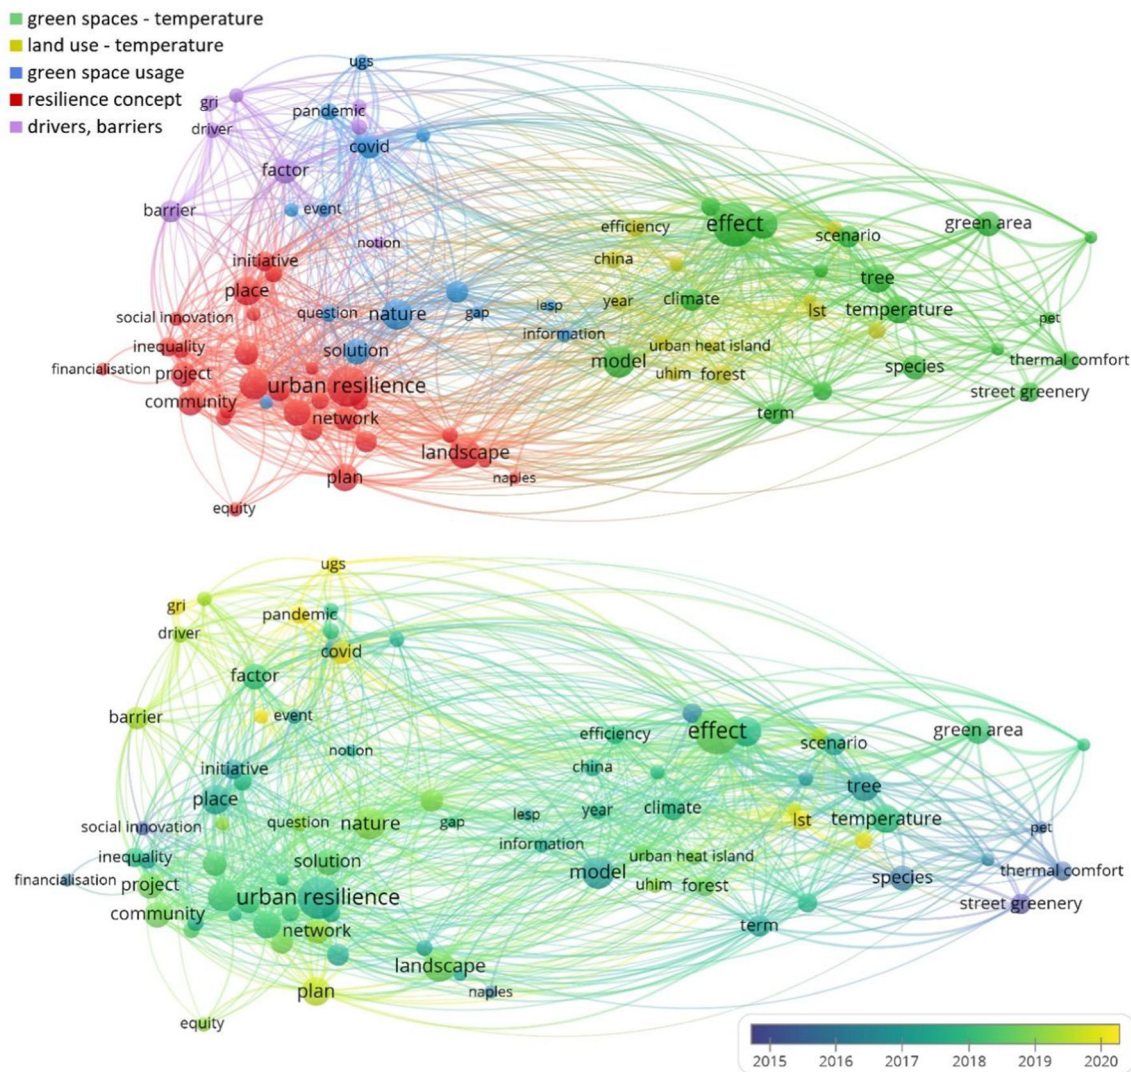 green spaces - temperature
land use - temperature
green space usage
resilience concept
drivers, barriers
ugs
gri
pandemic
driver
covid
factor
barrier
event
notion
efficiency
effect
scenario
green area
initiative
china
place
tree
social innovation
question
nature
gap
lesp
year
climate
lst
temperature
pet
information
inequality
solution
urban heat island
model
thermal comfort
financialisation
project
uhim
forest
species
urban resilience
street greenery
community
network
term
landscape
plan
naples
equity
ugs
gri
pandemic
driver
covid
factor
barrier
event
notion
efficiency
effect
scenario
green area
initiative
china
place
tree
social innovation
question
nature
gap
lesp
year
climate
lst
temperature
pet
information
inequality
solution
urban heat island
model
thermal comfort
financialisation
project
uhim
forest
species
urban resilience
street greenery
community
network
term
landscape
plan
naples
equity
2015 2016 2017 2018 2019 2020